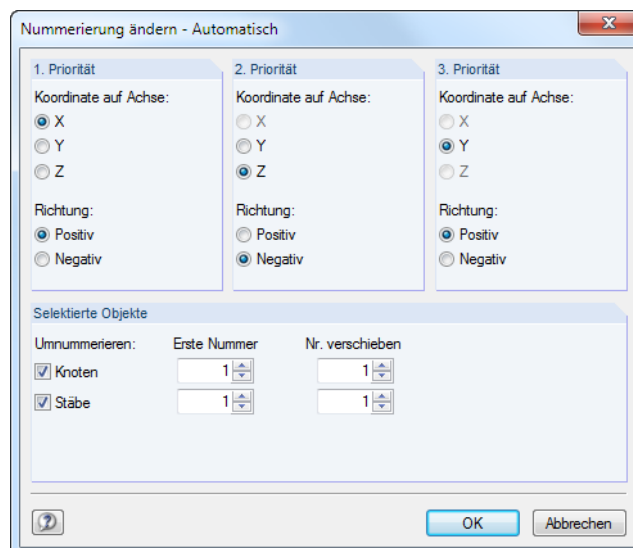 Nummerierung ändern - Automatisch
1. Priorität
Koordinate auf Achse:
X
Y
Z
Richtung:
Positiv
Negativ
2. Priorität
Koordinate auf Achse:
X
Y
Z
Richtung:
Positiv
Negativ
3. Priorität
Koordinate auf Achse:
X
Y
Z
Richtung:
Positiv
Negativ
Selektierte Objekte
Umnummerieren: Erste Nummer Nr. verschieben
Knoten 1 1
Stäbe 1 1
OK Abbrechen